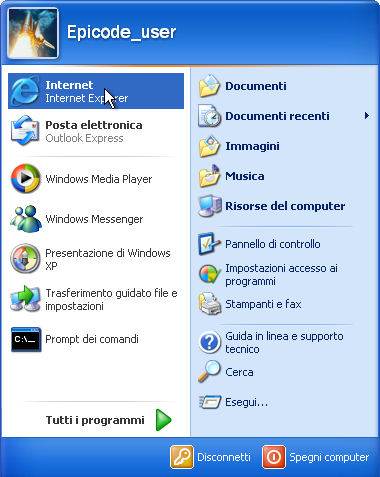 Epicode_user
Internet
Internet Explorer
Posta elettronica
Outlook Express
Windows Media Player
Windows Messenger
Presentazione di Windows
XP
Trasferimento guidato file e
impostazioni
C:\_
Prompt dei comandi
Tutti i programmi
Documenti
Documenti recenti
Immagini
Musica
Risorse del computer
Pannello di controllo
Impostazioni accesso ai
programmi
Stampanti e fax
Guida in linea e supporto
tecnico
Cerca
Esegui...
Disconnetti
Spegni computer